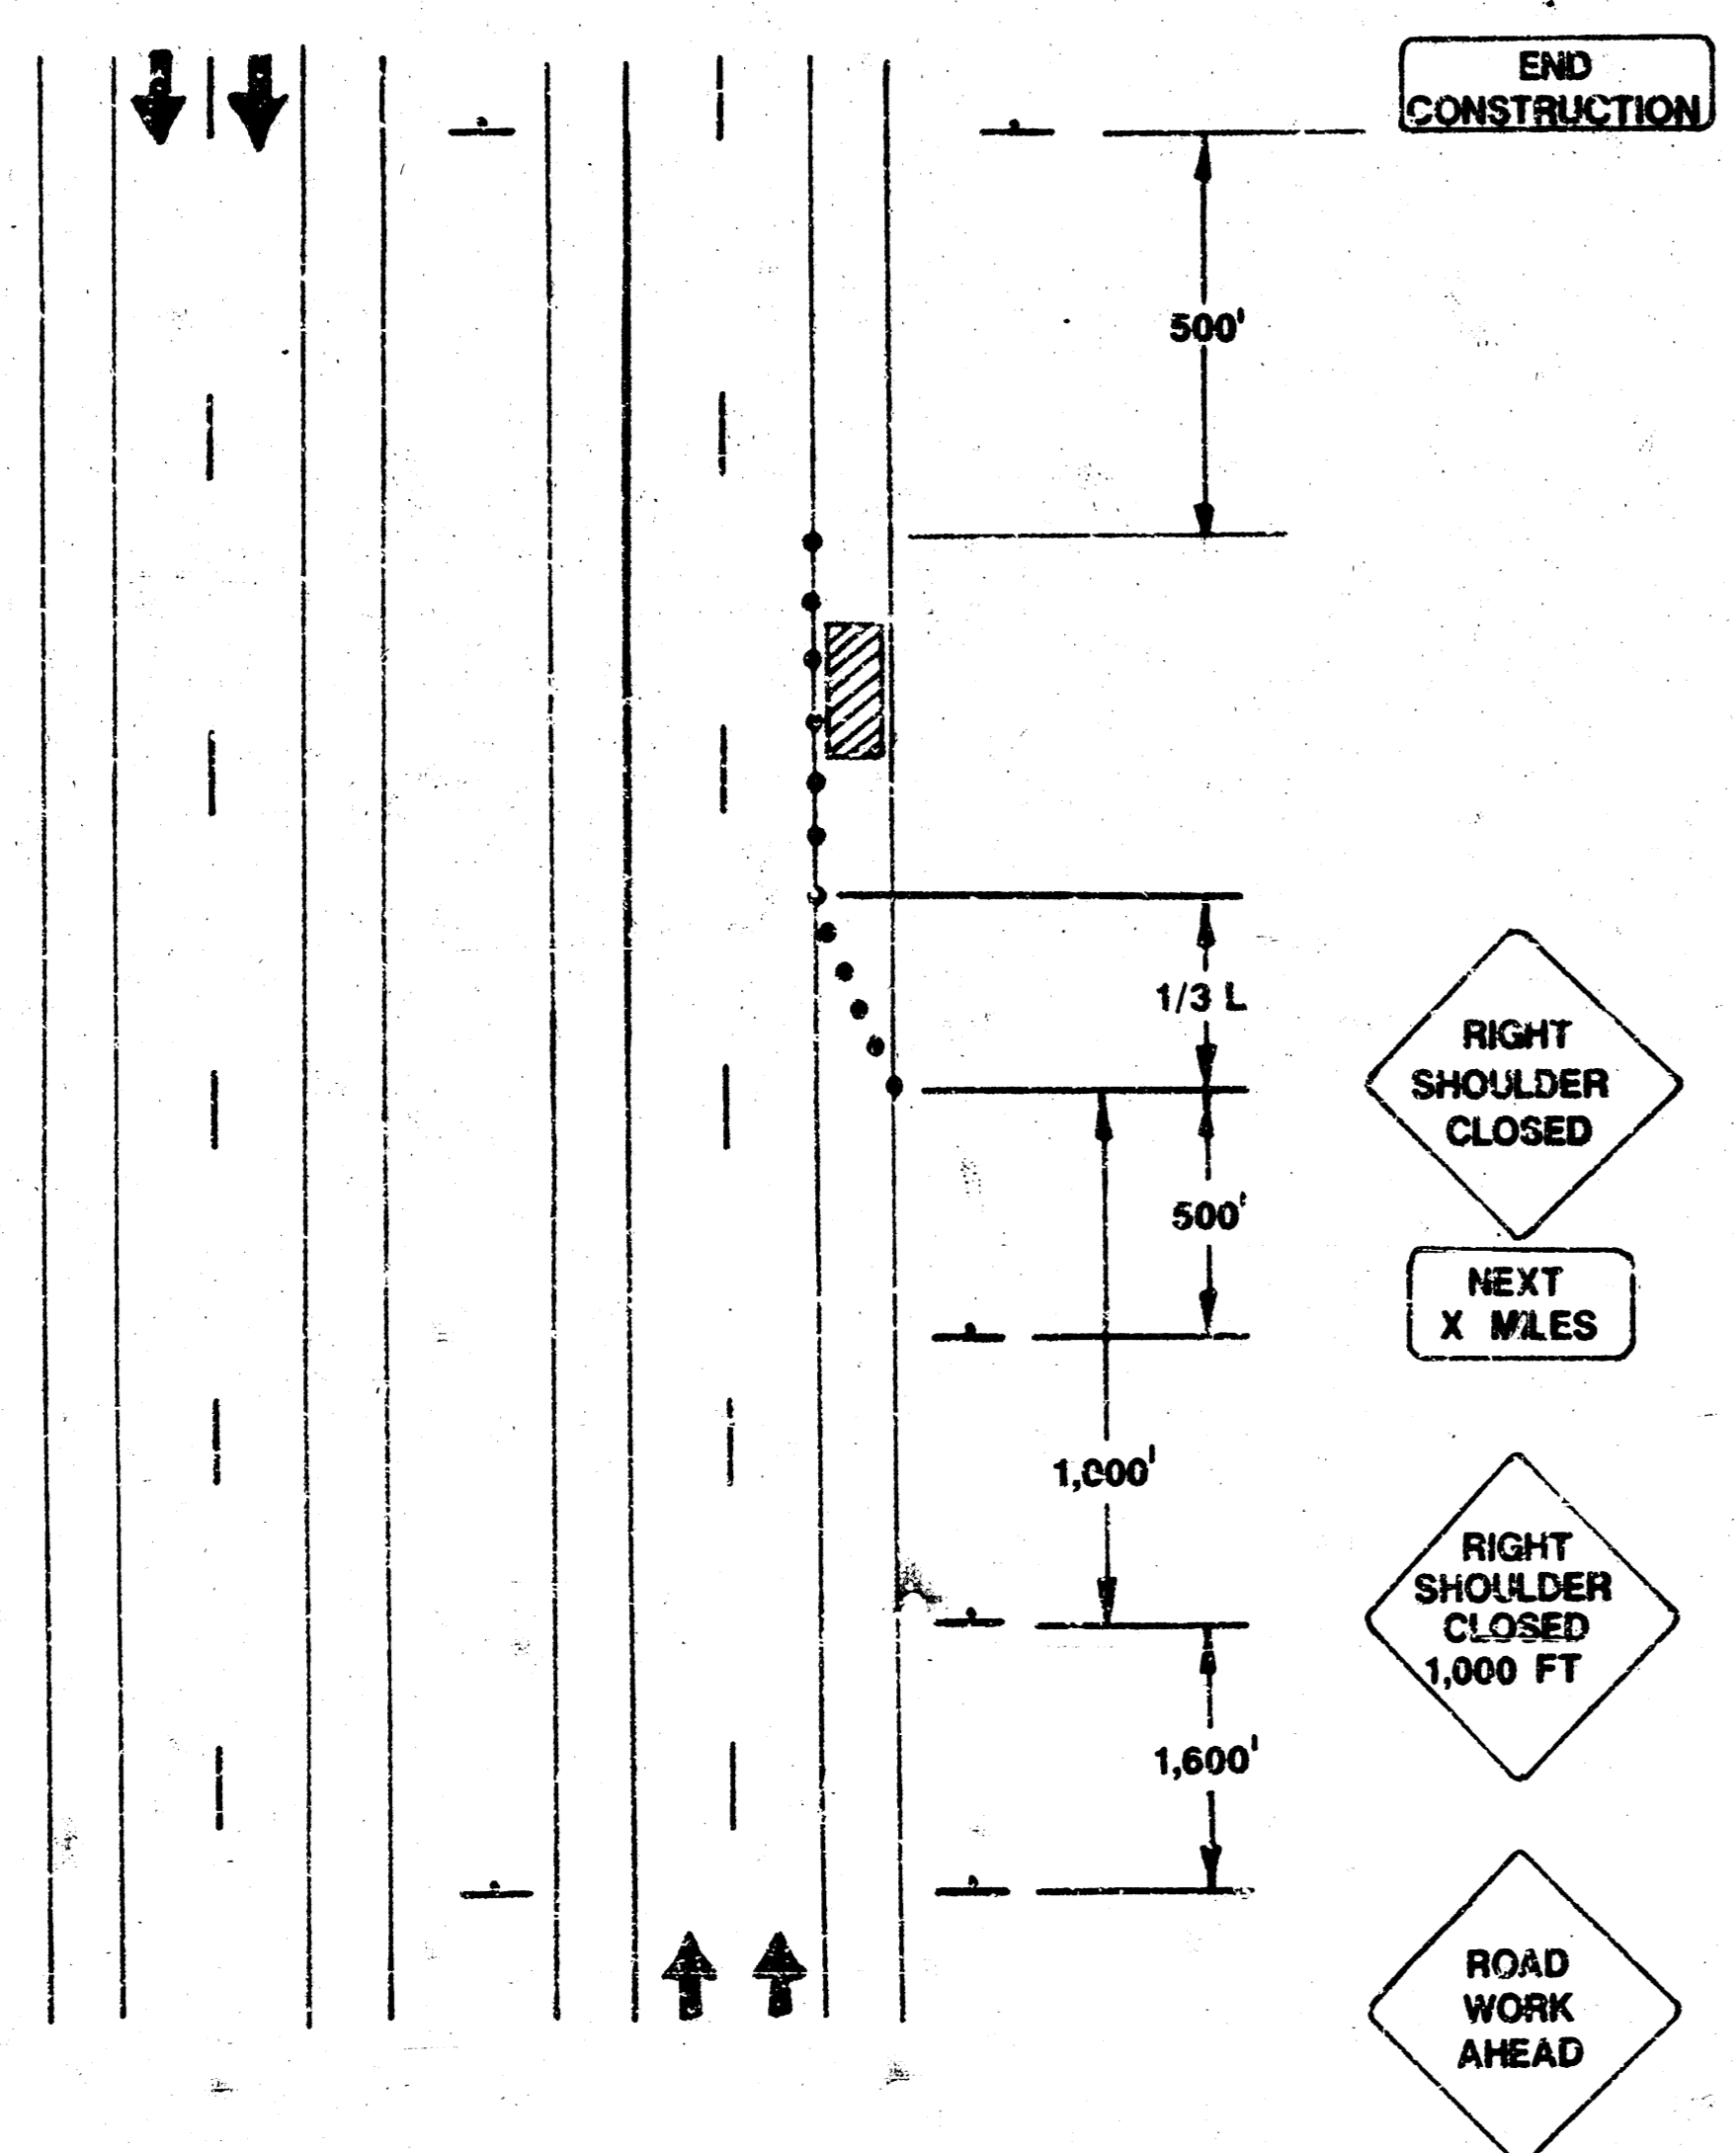 END
CONSTRUCTION
500'
1/3 L
RIGHT
SHOULDER
CLOSED
500'
NEXT
X MILES
1,000'
RIGHT
SHOULDER
CLOSED
1,000 FT
1,600'
ROAD
WORK
AHEAD